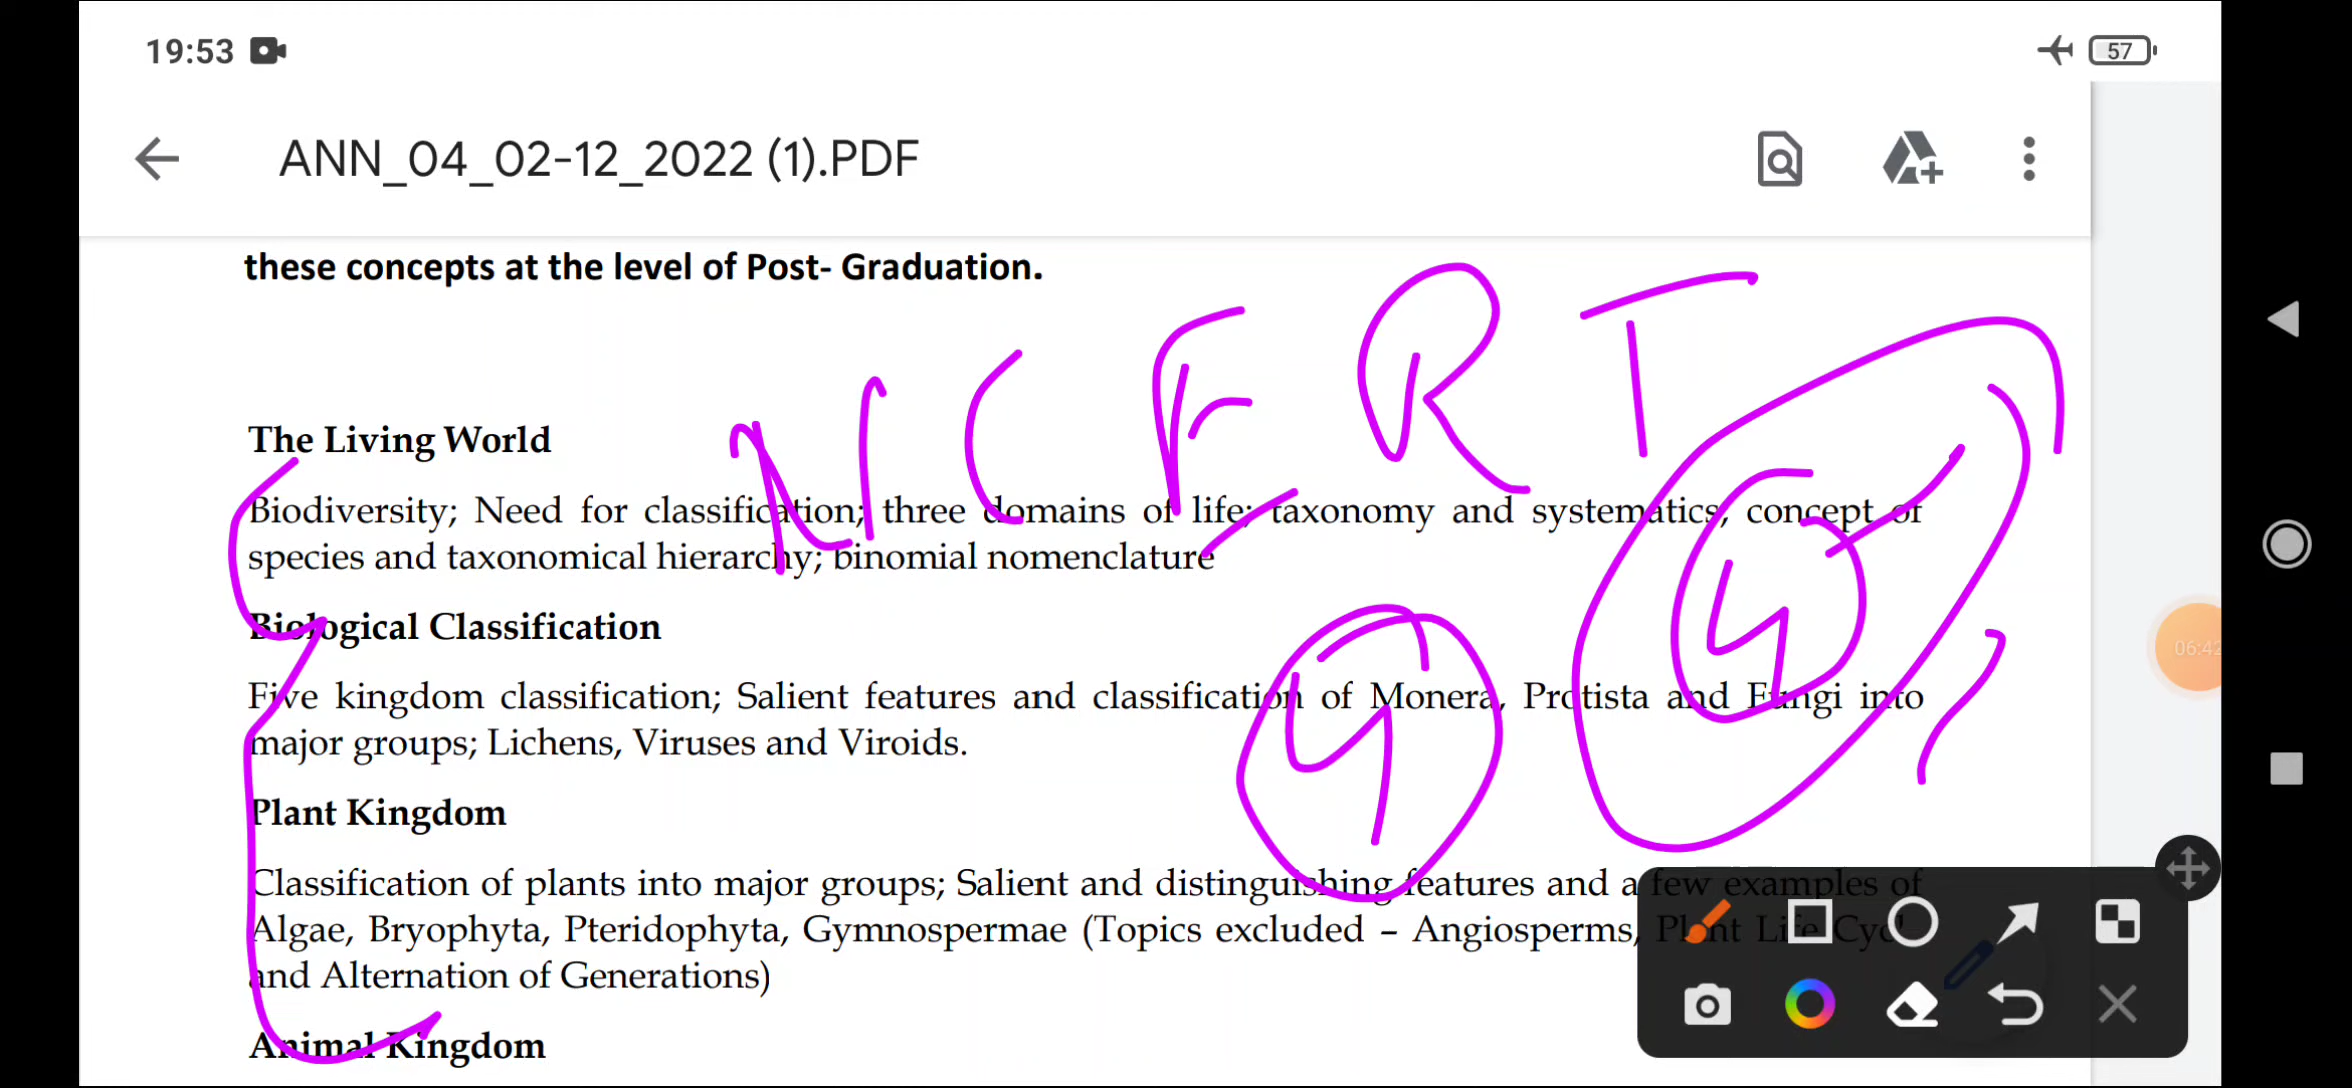 19:53 57
ANN_04_02-12_2022 (1).PDF
these concepts at the level of Post- Graduation.
NCERT
The Living World
Biodiversity; Need for classification; three domains of life; taxonomy and systematics; concept of
species and taxonomical hierarchy; binomial nomenclature
Biological Classification
06:42
Five kingdom classification; Salient features and classification of Monera, Protista and Fungi into
major groups; Lichens, Viruses and Viroids.
Plant Kingdom
Classification of plants into major groups; Salient and distinguishing features and a few examples of
Algae, Bryophyta, Pteridophyta, Gymnospermae (Topics excluded – Angiosperms, Plant Life Cycl
and Alternation of Generations)
Animal Kingdom